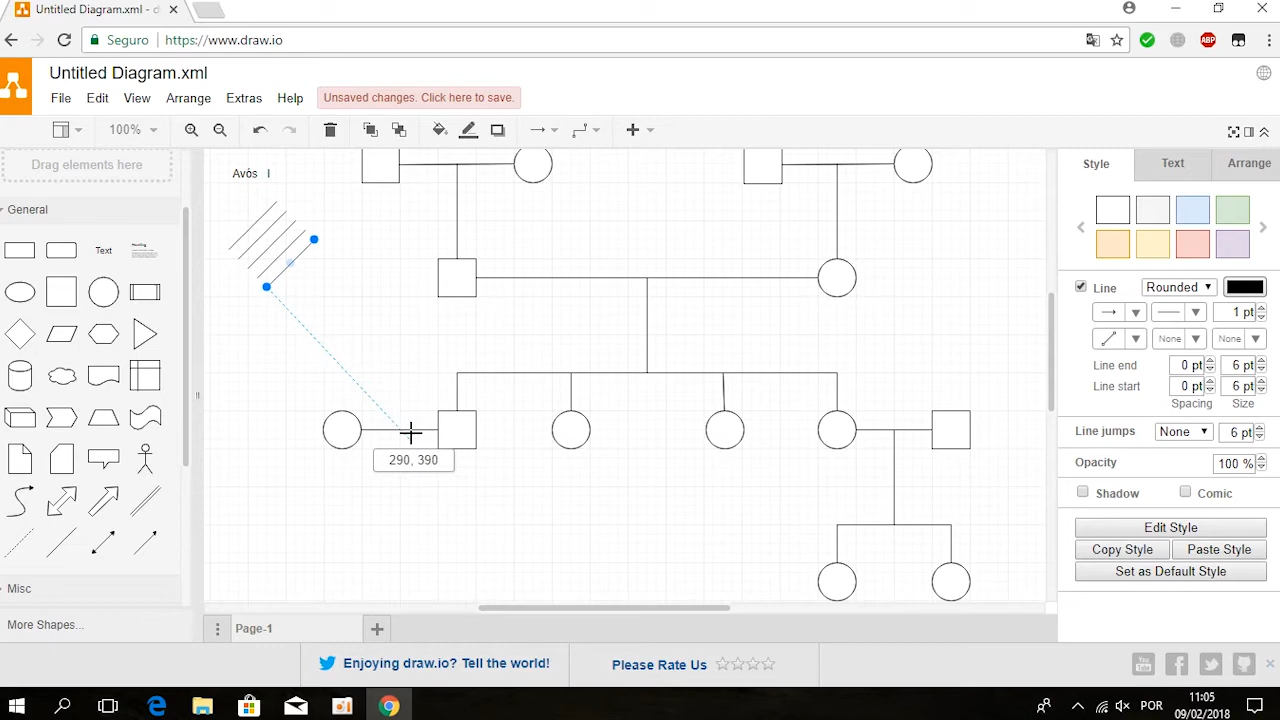 Untitled Diagram.xml - d
Seguro
https://www.draw.io
ABP
Untitled Diagram.xml
File Edit View Arrange Extras Help
Unsaved changes. Click here to save.
100%
Drag elements here
General
Text
Heading
Misc
More Shapes...
Avós I
290, 390
Page-1
Style Text Arrange
Line Rounded
1 pt
None None
Line end 0 pt 6 pt
Line start 0 pt 6 pt
Spacing Size
Line jumps None 6 pt
Opacity 100 %
Shadow Comic
Edit Style
Copy Style Paste Style
Set as Default Style
Enjoying draw.io? Tell the world!
Please Rate Us
You Tube
POR
11:05
09/02/2018